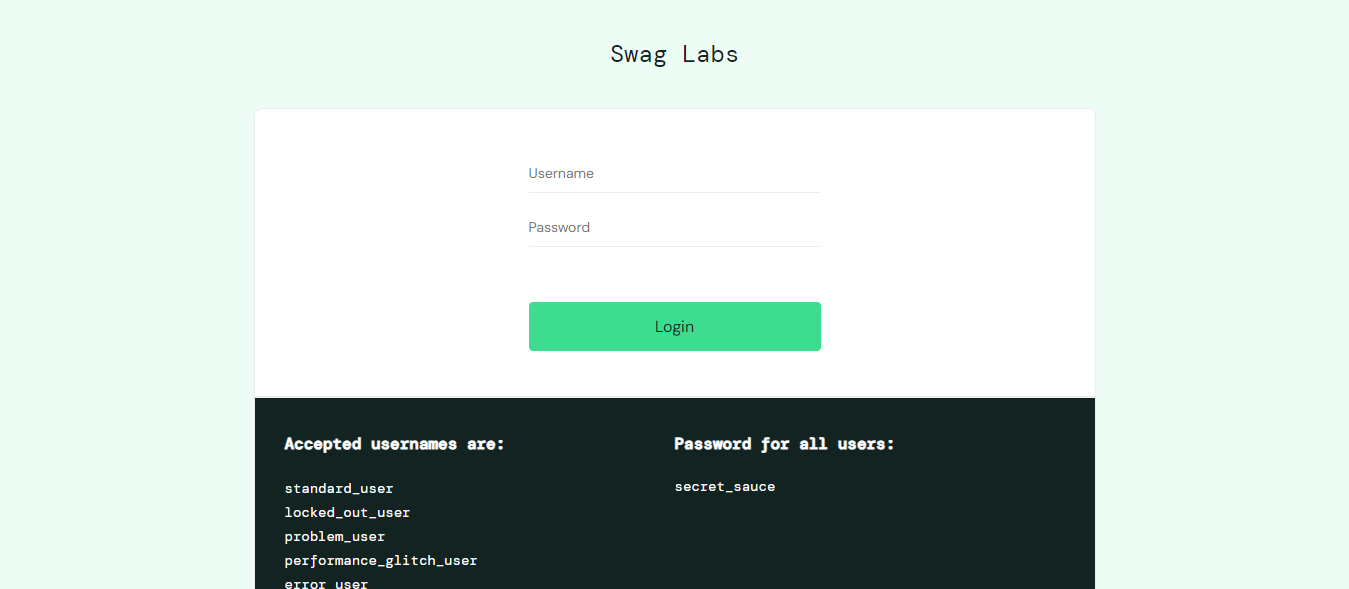 Swag Labs
Username
Password
Login
Accepted usernames are:
standard_user
locked_out_user
problem_user
performance_glitch_user
error_user
Password for all users:
secret_sauce